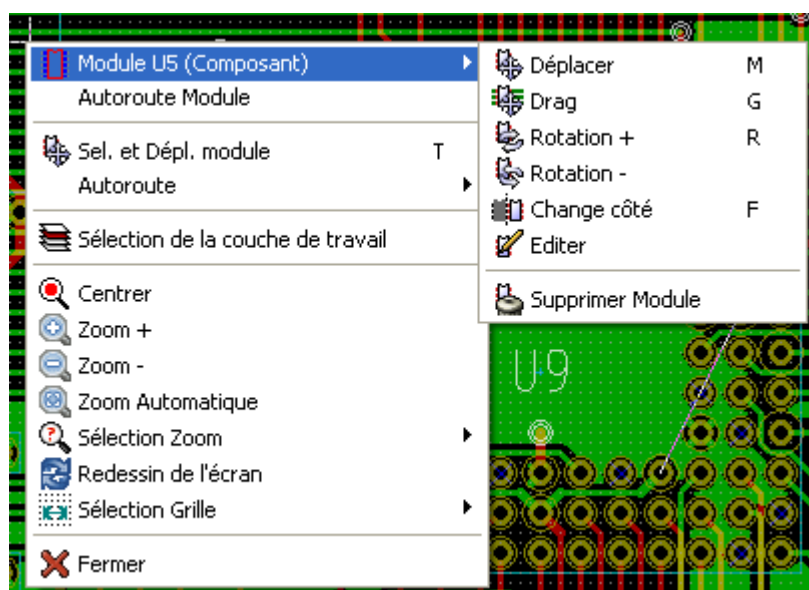 Module U5 (Composant)
Autoroute Module
Sel. et Dépl. module T
Autoroute
Sélection de la couche de travail
Centrer
Zoom +
Zoom -
Zoom Automatique
Sélection Zoom
Redessin de l'écran
Sélection Grille
Fermer
Déplacer M
Drag G
Rotation + R
Rotation -
Change côté F
Editer
Supprimer Module
U9